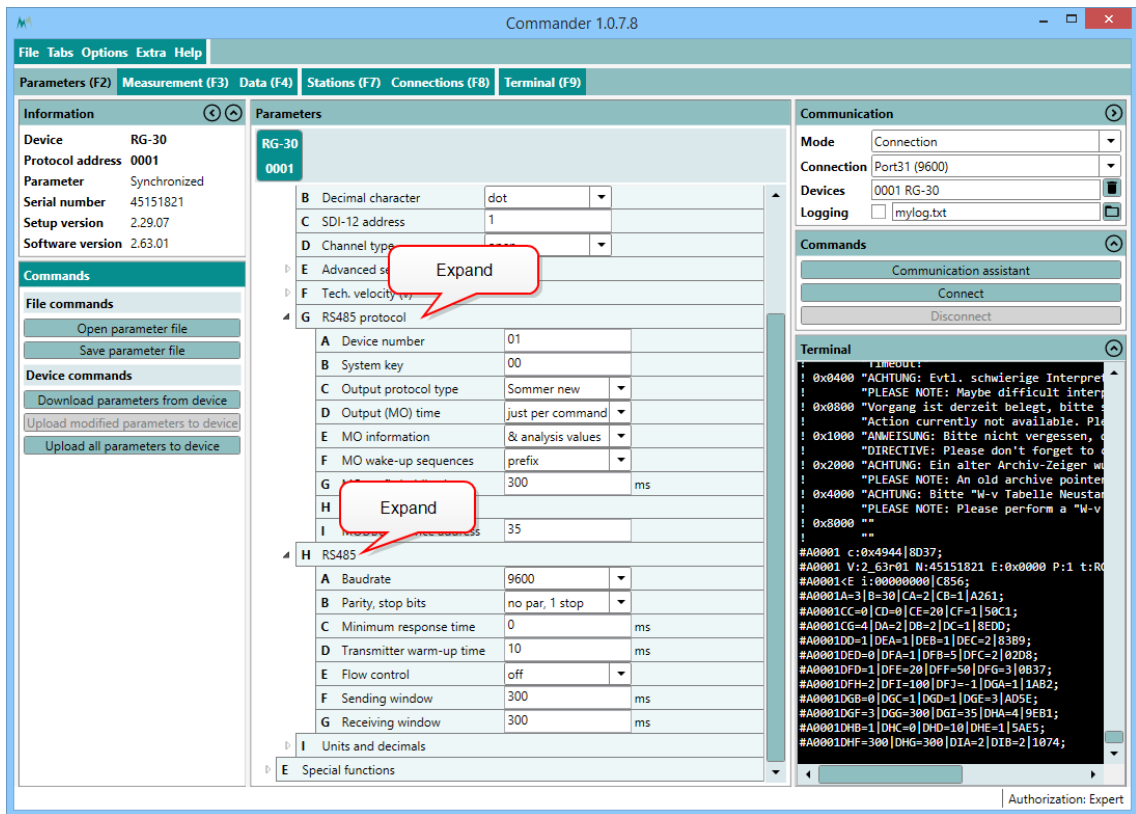 Commander 1.0.7.8
File Tabs Options Extra Help
Parameters (F2) Measurement (F3) Data (F4) Stations (F7) Connections (F8) Terminal (F9)
Information
Device RG-30
Protocol address 0001
Parameter Synchronized
Serial number 45151821
Setup version 2.29.07
Software version 2.63.01
Commands
File commands
Open parameter file
Save parameter file
Device commands
Download parameters from device
Upload modified parameters to device
Upload all parameters to device
Parameters
RG-30
0001
B Decimal character dot
C SDI-12 address 1
D Channel type
E Advanced
Expand
F Tech. velocity
G RS485 protocol
A Device number 01
B System key 00
C Output protocol type Sommer new
D Output (MO) time just per command
E MO information & analysis values
F MO wake-up sequences prefix
G 300 ms
H
Expand
I 35
H RS485
A Baudrate 9600
B Parity, stop bits no par, 1 stop
C Minimum response time 0 ms
D Transmitter warm-up time 10 ms
E Flow control off
F Sending window 300 ms
G Receiving window 300 ms
I Units and decimals
E Special functions
Communication
Mode Connection
Connection Port31 (9600)
Devices 0001 RG-30
Logging mylog.txt
Commands
Communication assistant
Connect
Disconnect
Terminal
! Timeout!
! 0x0400 "ACHTUNG: Evtl. schwierige Interpret
! "PLEASE NOTE: Maybe difficult interp
! 0x0800 "Vorgang ist derzeit belegt, bitte s
! "Action currently not available. Ple
! 0x1000 "ANWEISUNG: Bitte nicht vergessen, d
! "DIRECTIVE: Please don't forget to d
! 0x2000 "ACHTUNG: Ein alter Archiv-Zeiger wu
! "PLEASE NOTE: An old archive pointer
! 0x4000 "ACHTUNG: Bitte "W-v Tabelle Neustar
! "PLEASE NOTE: Please perform a "W-v
! 0x8000 ""
! ""
#A0001 c:0x4944|8D37;
#A0001 V:2_63r01 N:45151821 E:0x0000 P:1 t:RG
#A0001<E i:00000000|C856;
#A0001A=3|B=30|CA=2|CB=1|A261;
#A0001CC=0|CD=0|CE=20|CF=1|50C1;
#A0001CG=4|DA=2|DB=2|DC=1|8EDD;
#A0001DD=1|DEA=1|DEB=1|DEC=2|83B9;
#A0001DED=0|DFA=1|DFB=5|DFC=2|02D8;
#A0001DFD=1|DFE=20|DFF=50|DFG=3|0B37;
#A0001DFH=2|DFI=100|DFJ=-1|DGA=1|1AB2;
#A0001DGB=0|DGC=1|DGD=1|DGE=3|AD5E;
#A0001DGF=3|DGG=300|DGI=35|DHA=4|9EB1;
#A0001DHB=1|DHC=0|DHD=10|DHE=1|5AE5;
#A0001DHF=300|DHG=300|DIA=2|DIB=2|1074;
Authorization: Expert